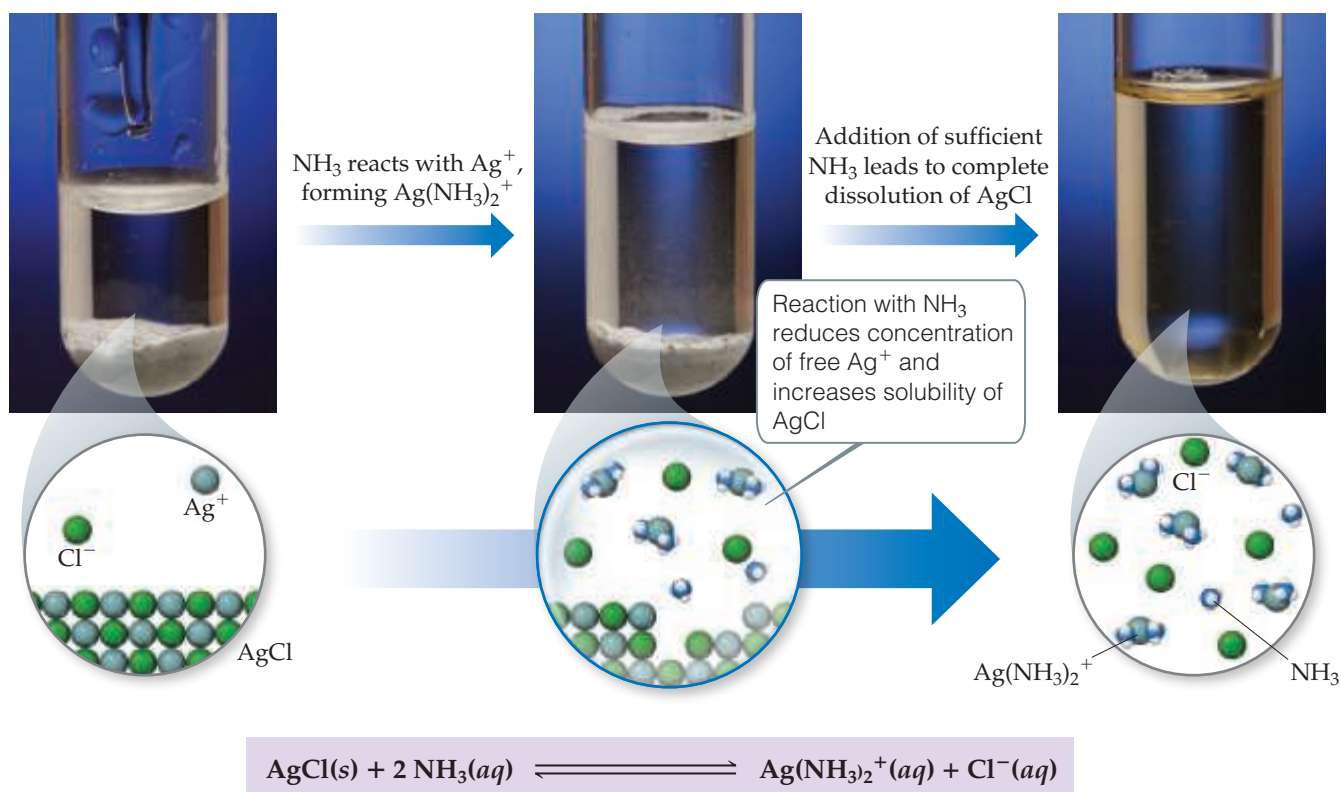 NH₃ reacts with Ag⁺,
forming Ag(NH₃)₂⁺
Addition of sufficient
NH₃ leads to complete
dissolution of AgCl
Reaction with NH₃
reduces concentration
of free Ag⁺ and
increases solubility of
AgCl
Ag⁺
Cl⁻
AgCl
Cl⁻
Ag(NH₃)₂⁺
NH₃
AgCl(s) + 2 NH₃(aq) ⇌ Ag(NH₃)₂⁺(aq) + Cl⁻(aq)